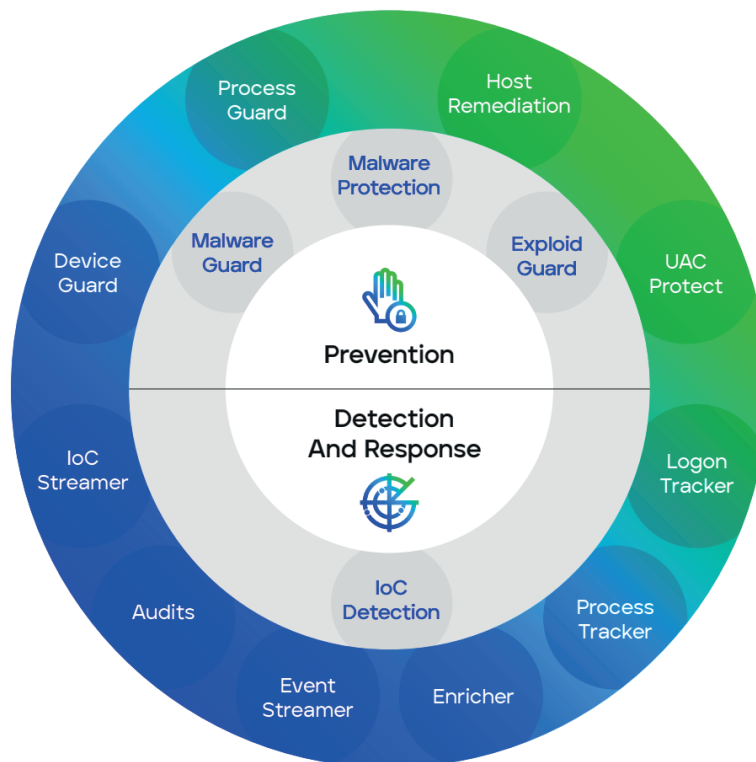 Process
Guard
Host
Remediation
Malware
Protection
Malware
Guard
Exploid
Guard
Device
Guard
UAC
Protect
Prevention
Detection
And Response
IoC
Streamer
Logon
Tracker
IoC
Detection
Audits
Process
Tracker
Event
Streamer
Enricher